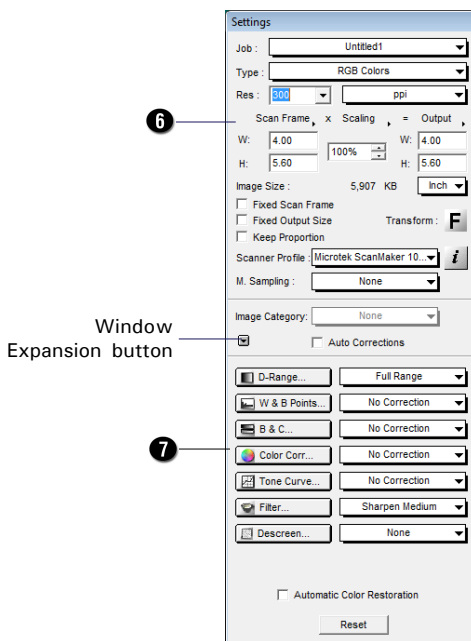 Settings
Job : Untitled1
Type : RGB Colors
Res : 300 ppi
6
Scan Frame x Scaling = Output
W: 4.00 100% W: 4.00
H: 5.60 H: 5.60
Image Size : 5,907 KB Inch
Fixed Scan Frame
Fixed Output Size Transform : F
Keep Proportion
Scanner Profile : Microtek ScanMaker 10... i
M. Sampling : None
Image Category: None
Window
Expansion button
Auto Corrections
D-Range... Full Range
W & B Points... No Correction
B & C... No Correction
7
Color Corr... No Correction
Tone Curve... No Correction
Filter... Sharpen Medium
Descreen... None
Automatic Color Restoration
Reset